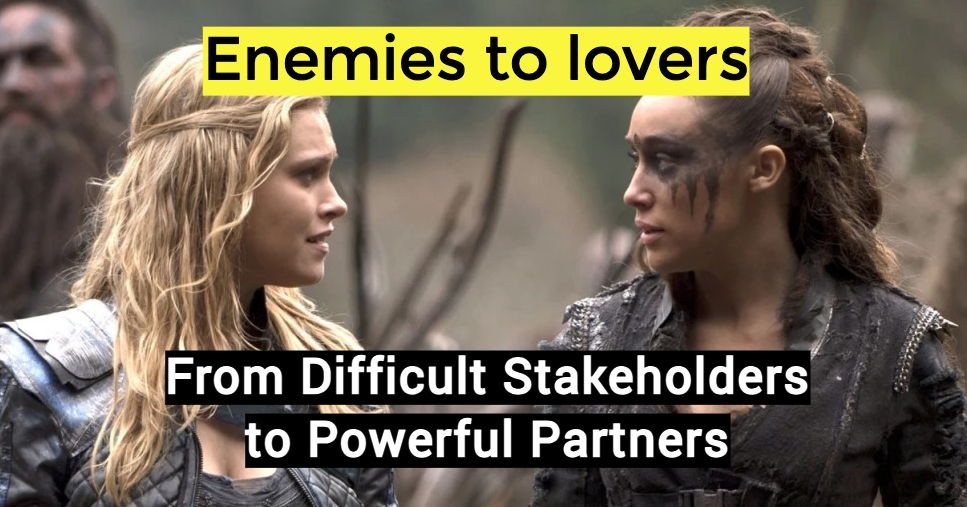 Enemies to lovers
From Difficult Stakeholders
to Powerful Partners